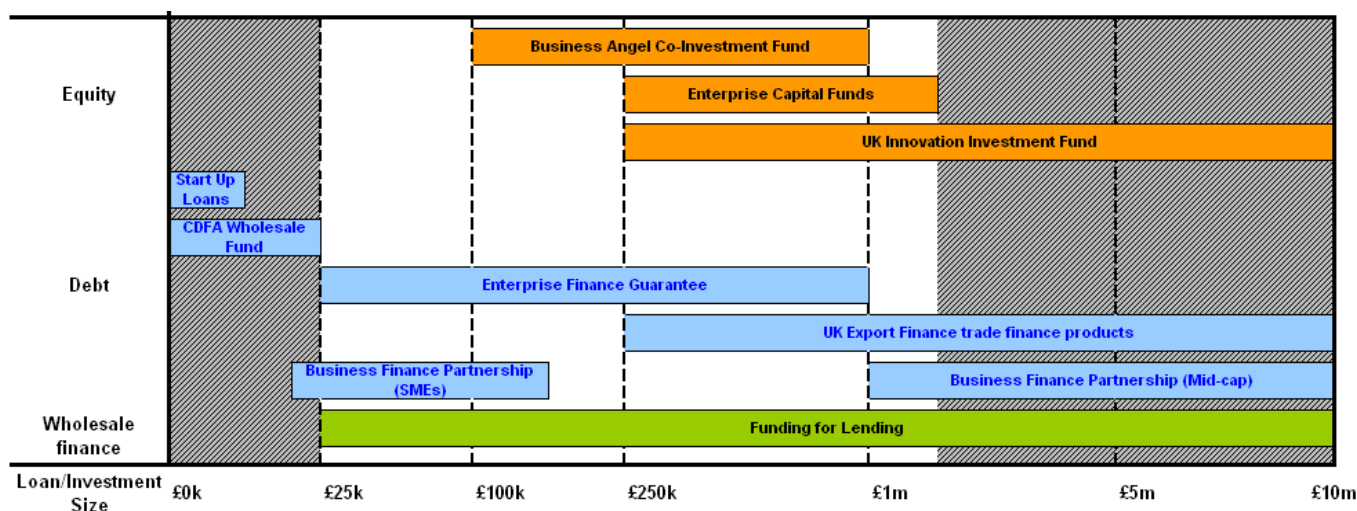 Business Angel Co-Investment Fund
Equity
Enterprise Capital Funds
UK Innovation Investment Fund
Start Up
Loans
CDFA Wholesale
Fund
Debt
Enterprise Finance Guarantee
UK Export Finance trade finance products
Business Finance Partnership
(SMEs)
Business Finance Partnership (Mid-cap)
Wholesale
finance
Funding for Lending
Loan/Investment
Size
£0k
£25k
£100k
£250k
£1m
£5m
£10m